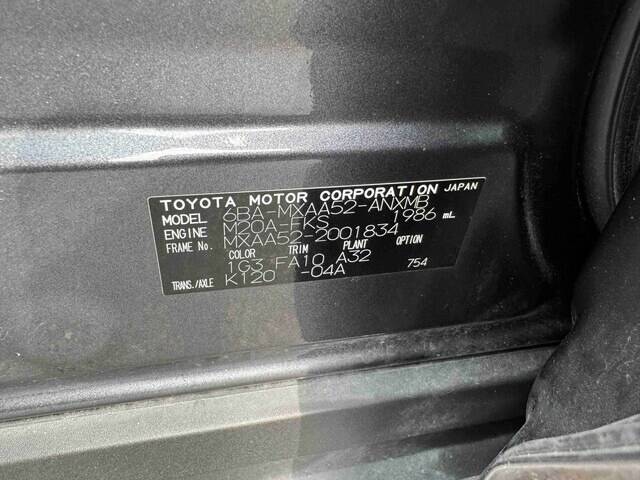 TOYOTA MOTOR CORPORATION JAPAN
MODEL 6BA-MXAA52-ANXMB
ENGINE M20A-FKS 1986 mL
FRAME No. MXAA52-2001834
COLOR TRIM PLANT OPTION
1G3 FA10 A32
TRANS./AXLE K120 -04A 754